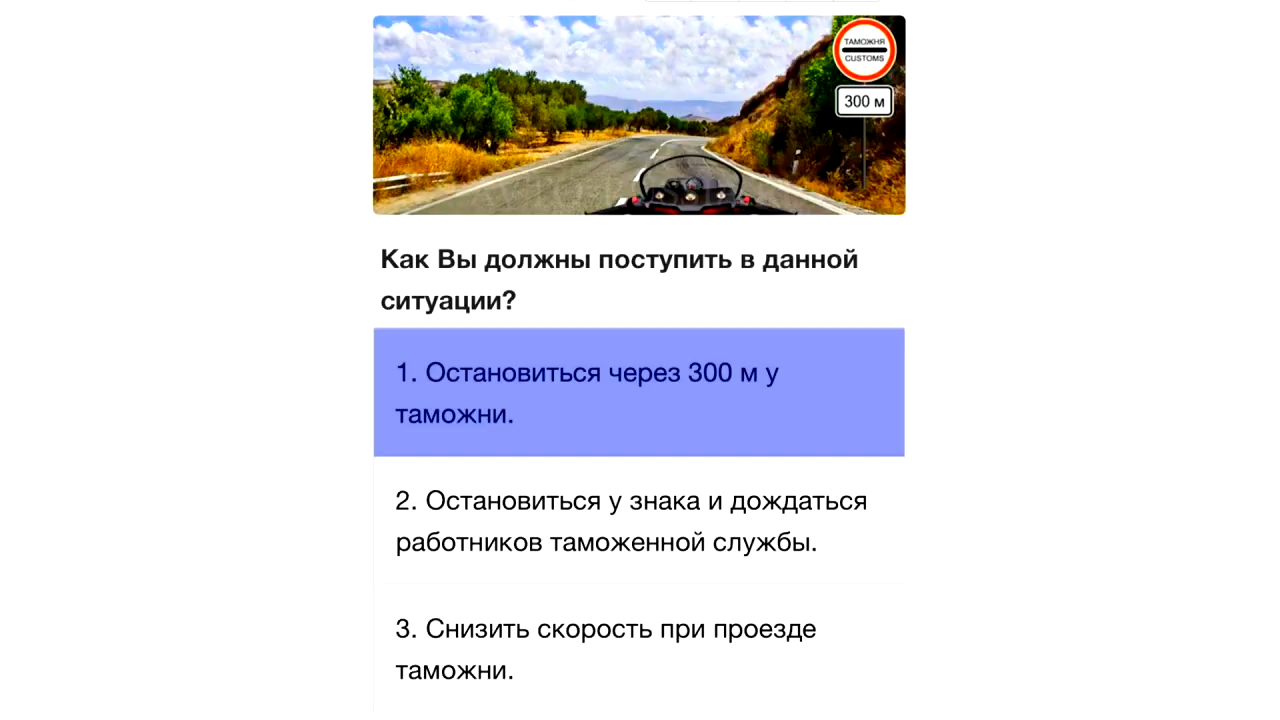 ТАМОЖНЯ
CUSTOMS
300 м
Как Вы должны поступить в данной
ситуации?
1. Остановиться через 300 м у
таможни.
2. Остановиться у знака и дождаться
работников таможенной службы.
3. Снизить скорость при проезде
таможни.